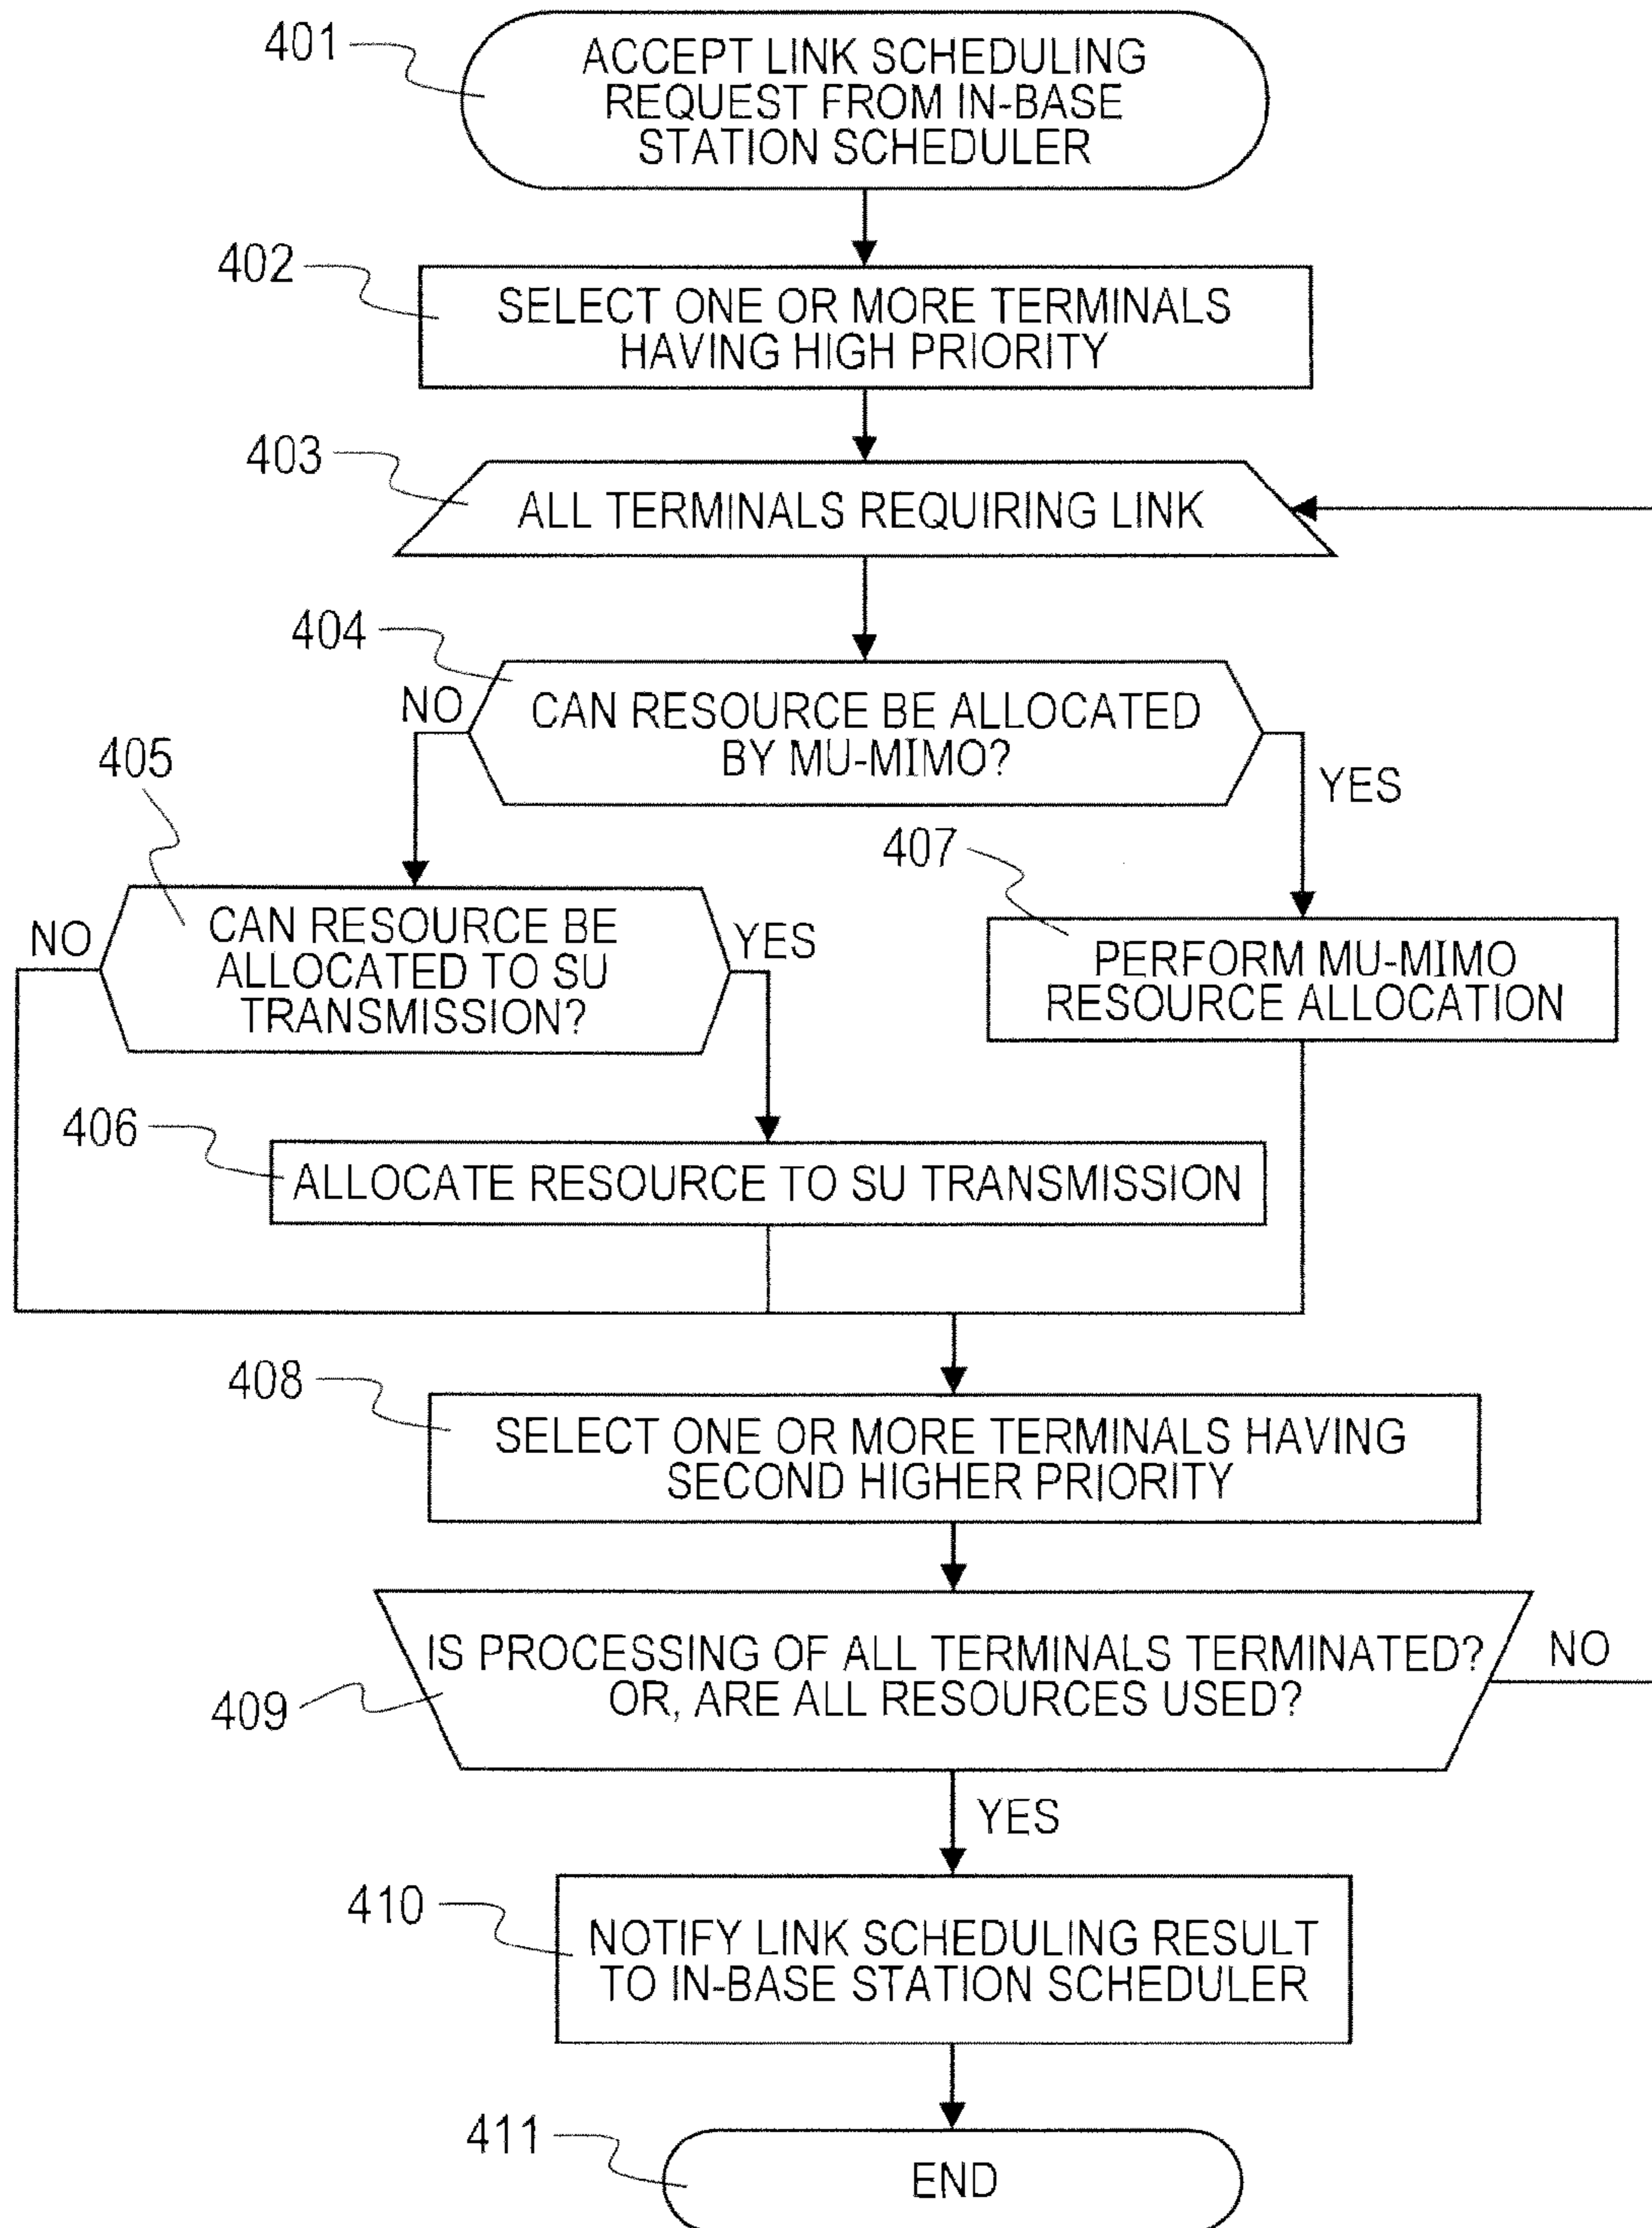 401
ACCEPT LINK SCHEDULING
REQUEST FROM IN-BASE
STATION SCHEDULER
402
SELECT ONE OR MORE TERMINALS
HAVING HIGH PRIORITY
403
ALL TERMINALS REQUIRING LINK
404
NO
CAN RESOURCE BE ALLOCATED
BY MU-MIMO?
YES
405
NO
CAN RESOURCE BE
ALLOCATED TO SU
TRANSMISSION?
YES
407
PERFORM MU-MIMO
RESOURCE ALLOCATION
406
ALLOCATE RESOURCE TO SU TRANSMISSION
408
SELECT ONE OR MORE TERMINALS HAVING
SECOND HIGHER PRIORITY
409
IS PROCESSING OF ALL TERMINALS TERMINATED?
OR, ARE ALL RESOURCES USED?
NO
YES
410
NOTIFY LINK SCHEDULING RESULT
TO IN-BASE STATION SCHEDULER
411
END